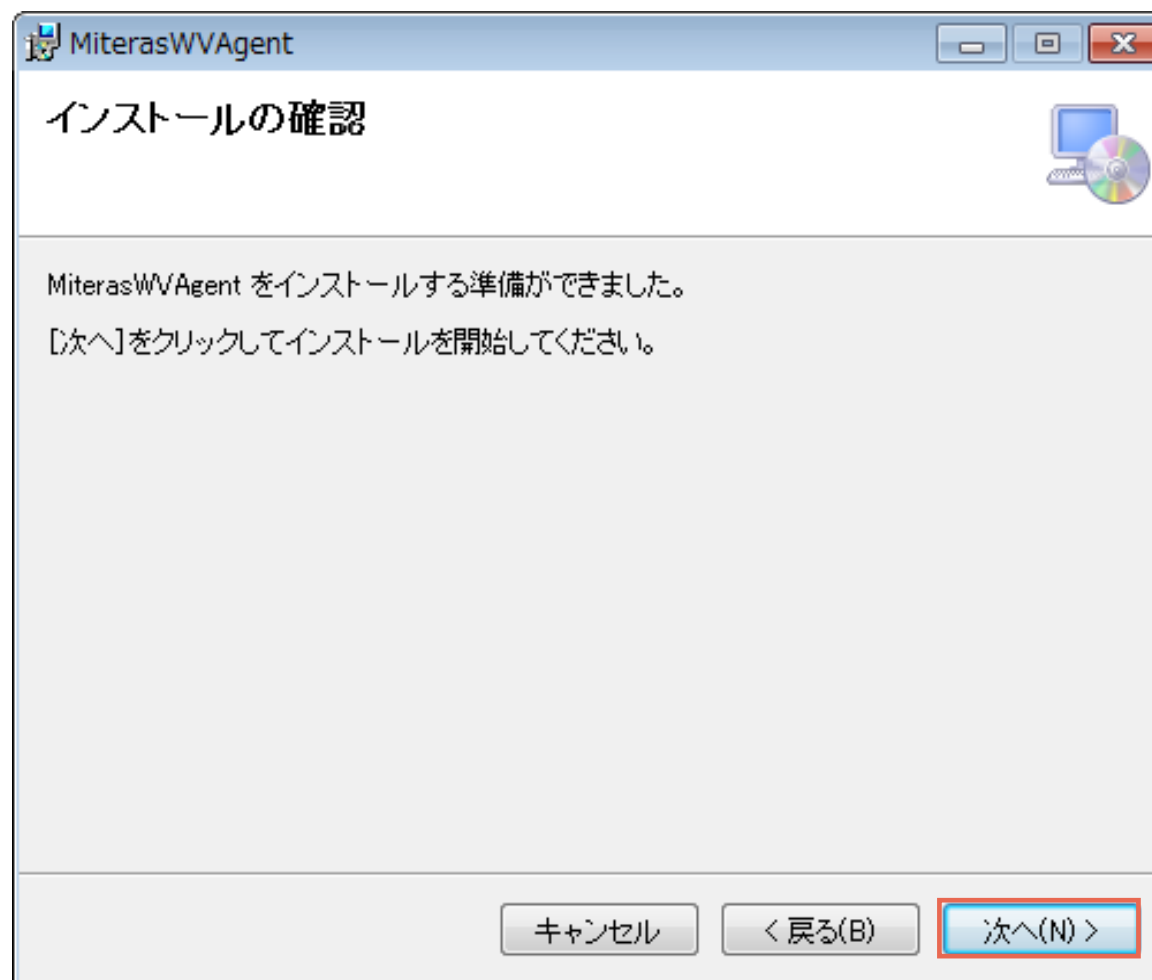 MiterasWVAgent
インストールの確認
MiterasWVAgent をインストールする準備ができました。
[次へ]をクリックしてインストールを開始してください。
キャンセル
< 戻る(B)
次へ(N) >